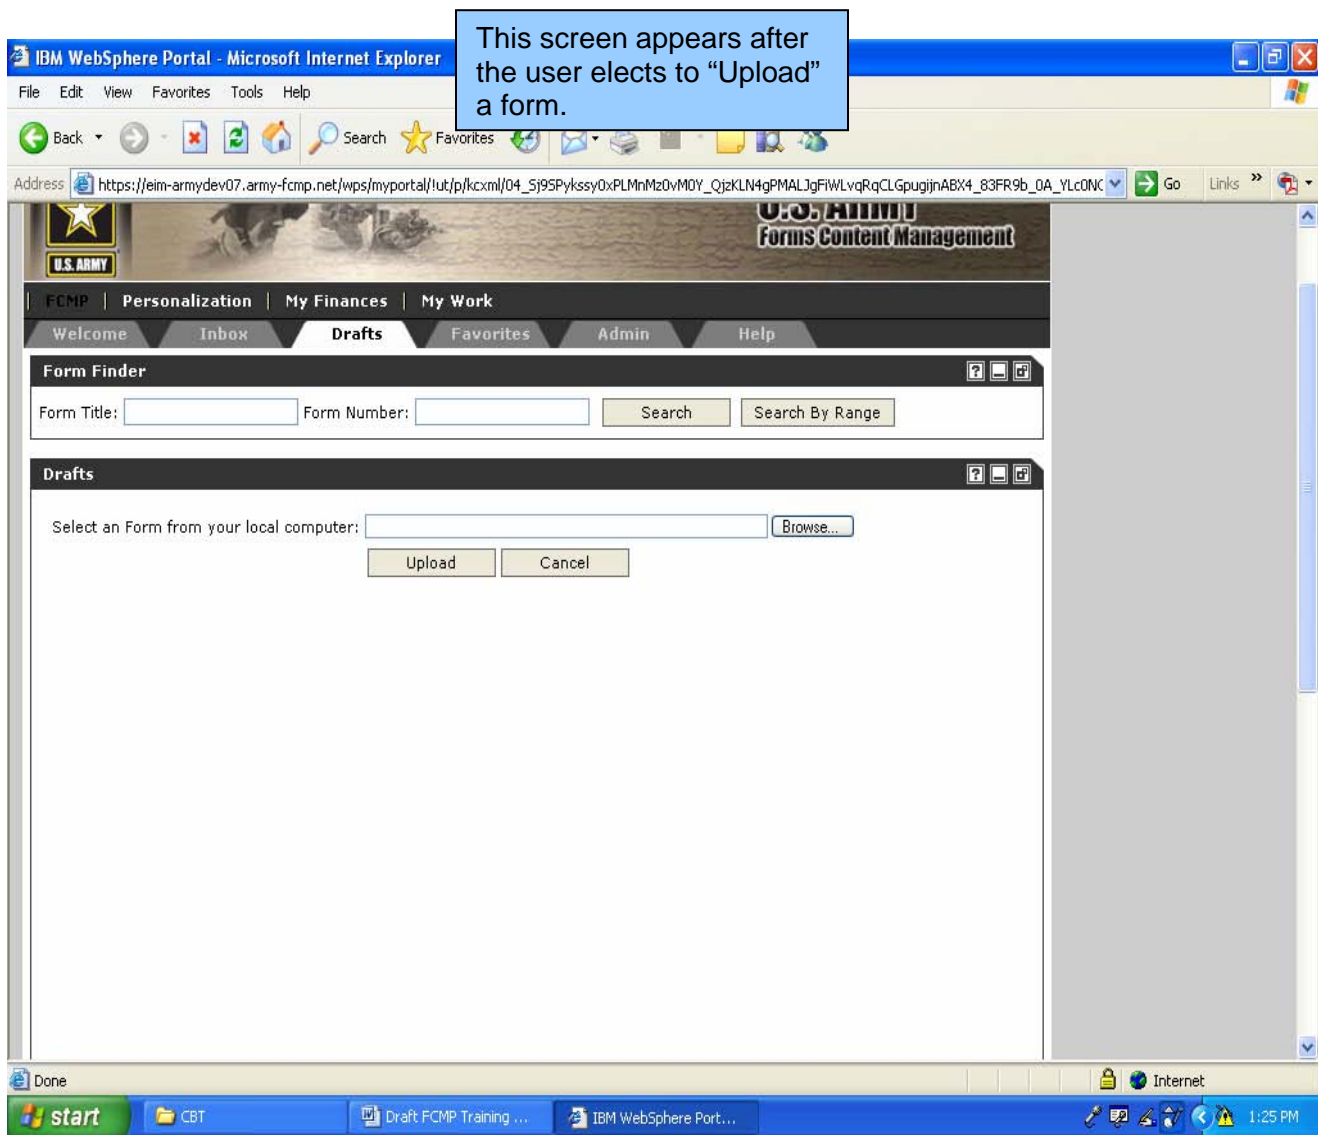 This screen appears after
the user elects to “Upload”
a form.
IBM WebSphere Portal - Microsoft Internet Explorer
File Edit View Favorites Tools Help
Back Search Favorites
Address https://eim-armydev07.army-fcmp.net/wps/myportal/!ut/p/kcxml/04_Sj9SPykssy0xPLMnMz0vM0Y_QjzKLN4gPMALJgFiWLvqRqCLGpugijnABX4_83FR9b_0A_YLc0NC Go Links »
U.S. ARMY
Forms Content Management
U.S. ARMY
FCMP | Personalization | My Finances | My Work
Welcome Inbox Drafts Favorites Admin Help
Form Finder
Form Title: Form Number: Search Search By Range
Drafts
Select an Form from your local computer: Browse...
Upload Cancel
Done Internet
start CBT Draft FCMP Training ... IBM WebSphere Port... 1:25 PM